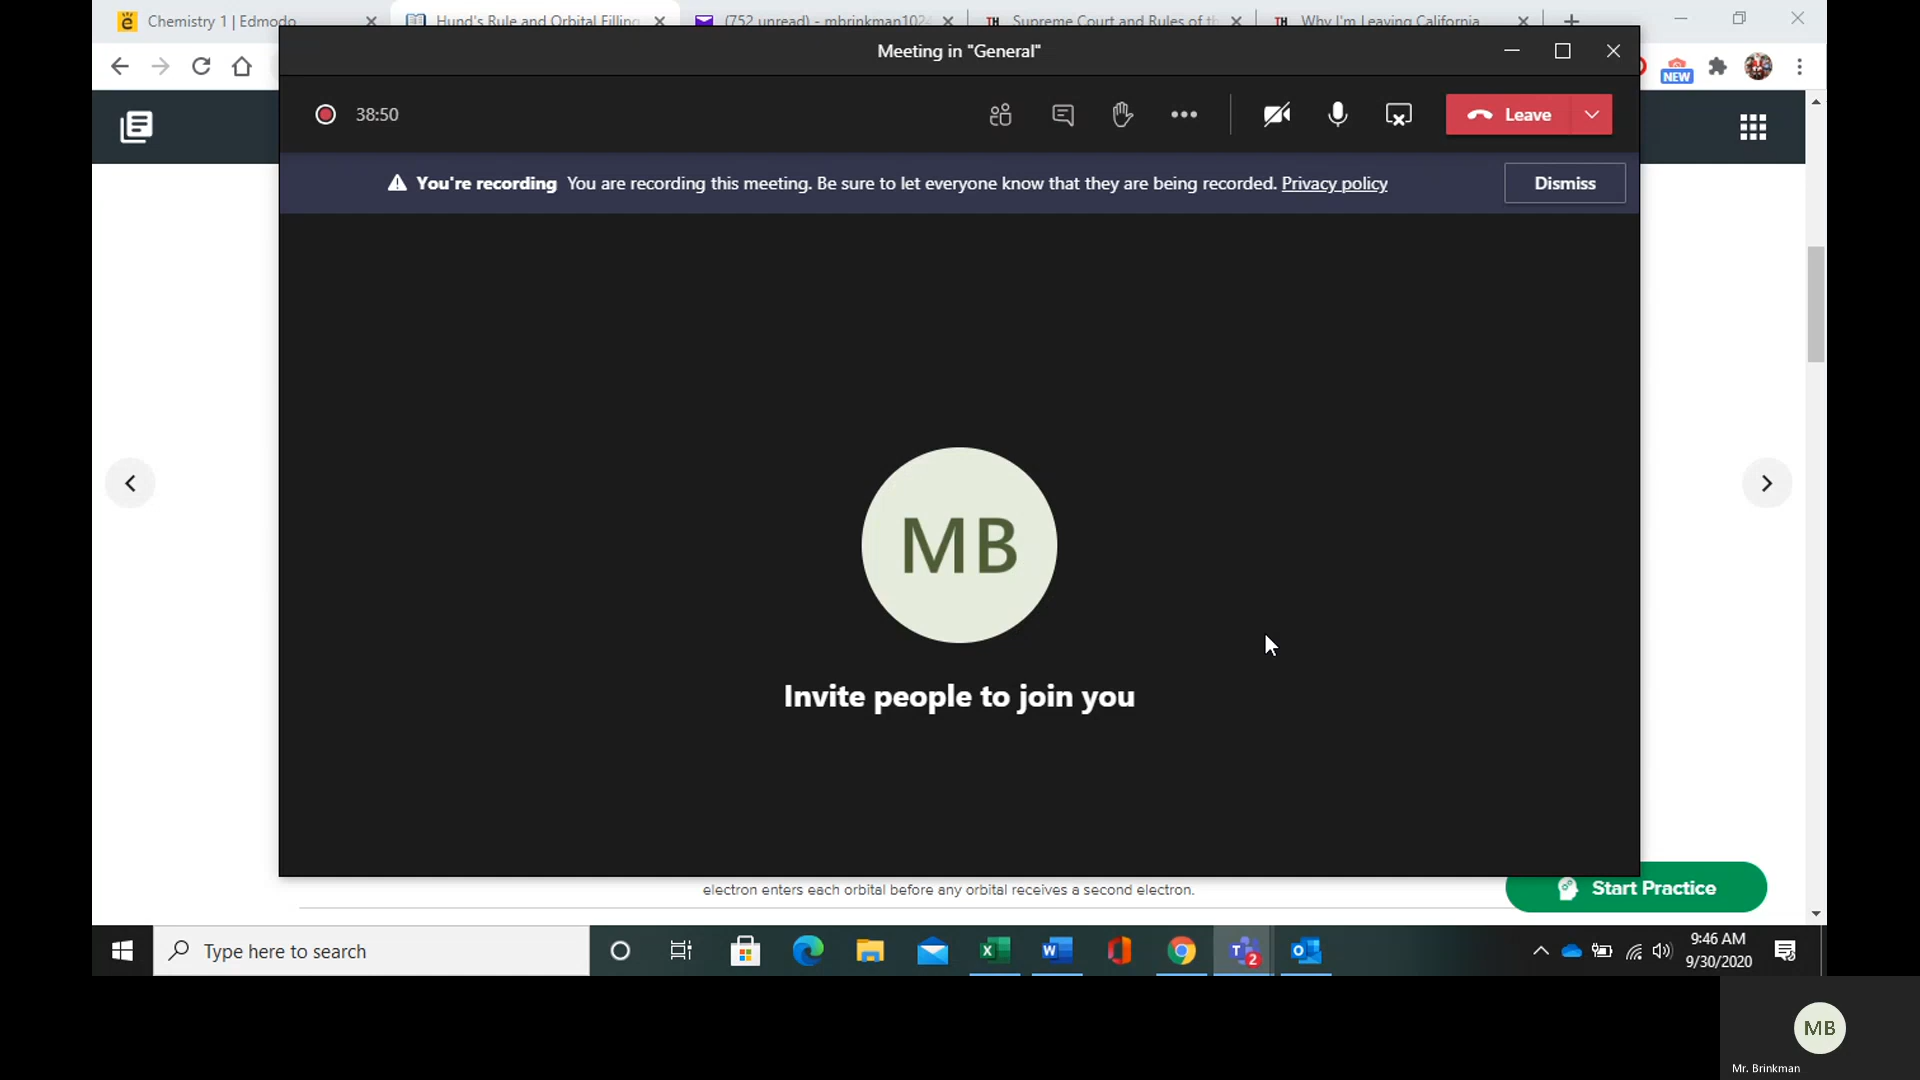 Chemistry 1 | Edmodo
Hund's Rule and Orbital Filling
(752 unread) - mbrinkman102
TH Supreme Court and Rules of th
TH Why I'm Leaving California
Meeting in "General"
NEW
38:50
Leave
You're recording You are recording this meeting. Be sure to let everyone know that they are being recorded. Privacy policy
Dismiss
MB
Invite people to join you
electron enters each orbital before any orbital receives a second electron.
Start Practice
Type here to search
2
9:46 AM
9/30/2020
MB
Mr. Brinkman